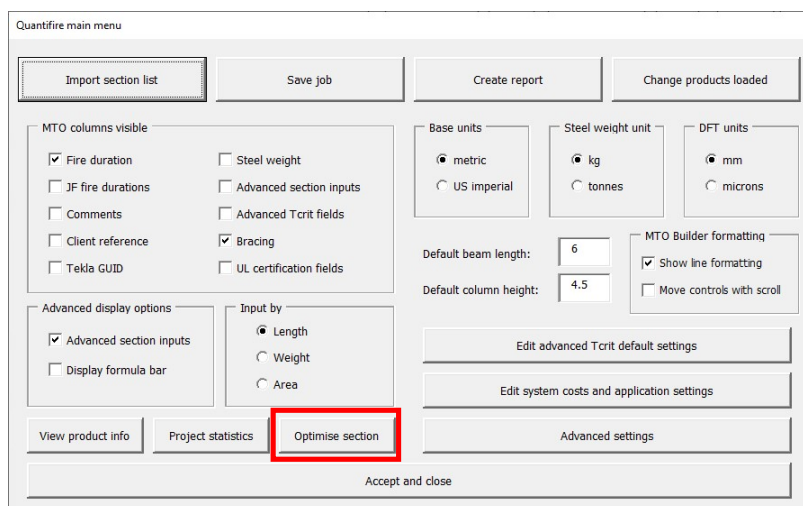 Quantifire main menu
Import section list
Save job
Create report
Change products loaded
MTO columns visible
Fire duration
Steel weight
JF fire durations
Advanced section inputs
Comments
Advanced Tcrit fields
Client reference
Bracing
Tekla GUID
UL certification fields
Base units
metric
US imperial
Steel weight unit
kg
tonnes
DFT units
mm
microns
Default beam length:
6
Default column height:
4.5
MTO Builder formatting
Show line formatting
Move controls with scroll
Advanced display options
Advanced section inputs
Display formula bar
Input by
Length
Weight
Area
Edit advanced Tcrit default settings
Edit system costs and application settings
View product info
Project statistics
Optimise section
Advanced settings
Accept and close